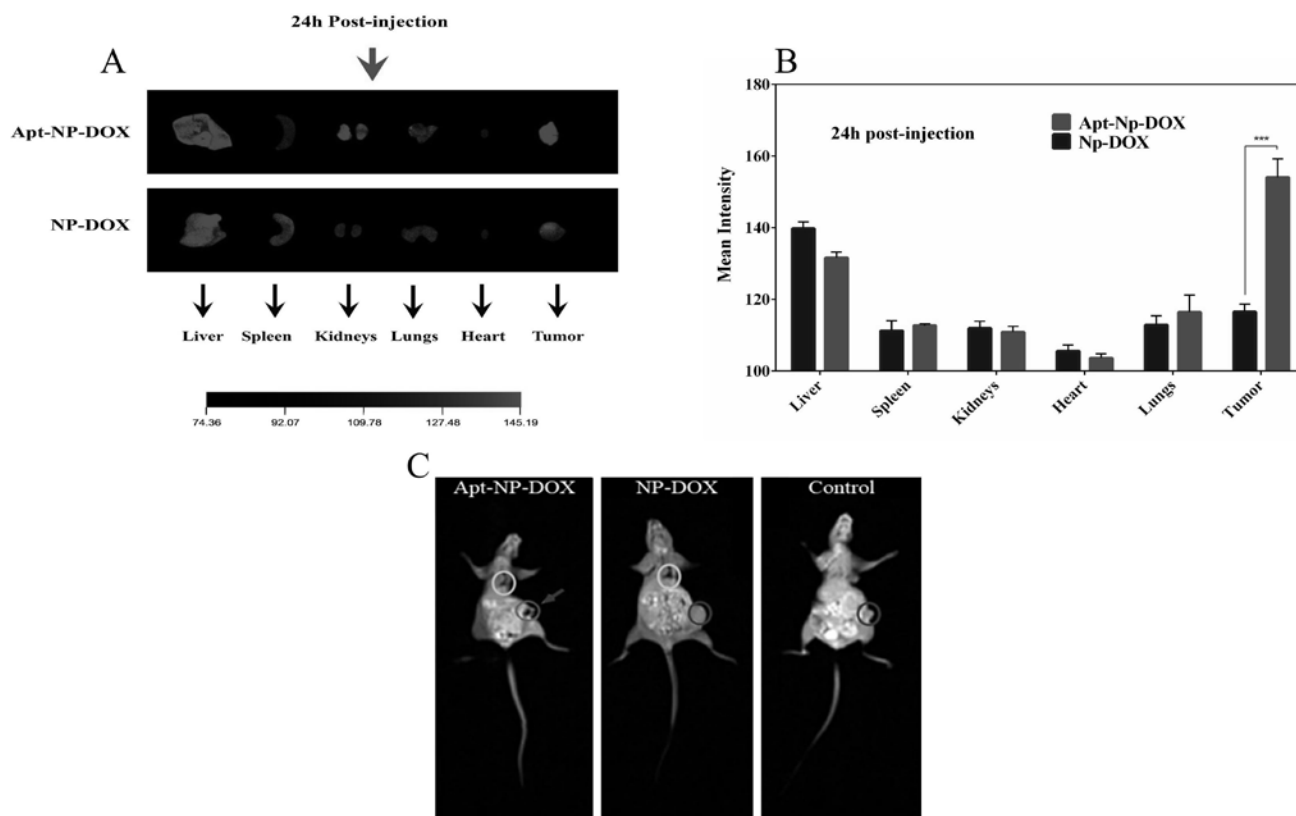 24h Post-injection
A
Apt-NP-DOX
NP-DOX
Liver Spleen Kidneys Lungs Heart Tumor
74.36 92.07 109.78 127.48 145.19
B
180
160
140
120
100
Mean Intensity
24h post-injection
Apt-Np-DOX
Np-DOX
***
Liver Spleen Kidneys Heart Lungs Tumor
C
Apt-NP-DOX NP-DOX Control